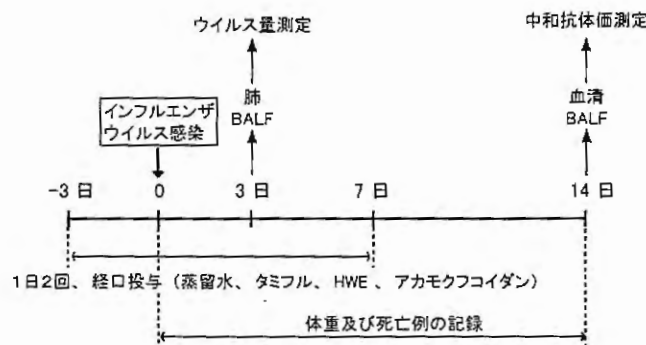 ウイルス量測定
中和抗体価測定
インフルエンザ
ウイルス感染
肺
BALF
血清
BALF
-3 日
0
3 日
7 日
14 日
1日2回、経口投与（蒸留水、タミフル、HWE 、アカモクフコイダン）
体重及び死亡例の記録